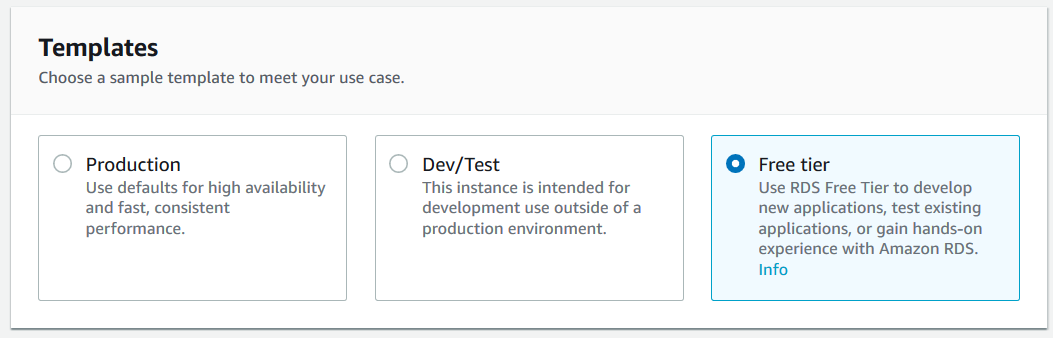 Templates
Choose a sample template to meet your use case.
Production
Use defaults for high availability
and fast, consistent
performance.
Dev/Test
This instance is intended for
development use outside of a
production environment.
Free tier
Use RDS Free Tier to develop
new applications, test existing
applications, or gain hands-on
experience with Amazon RDS.
Info